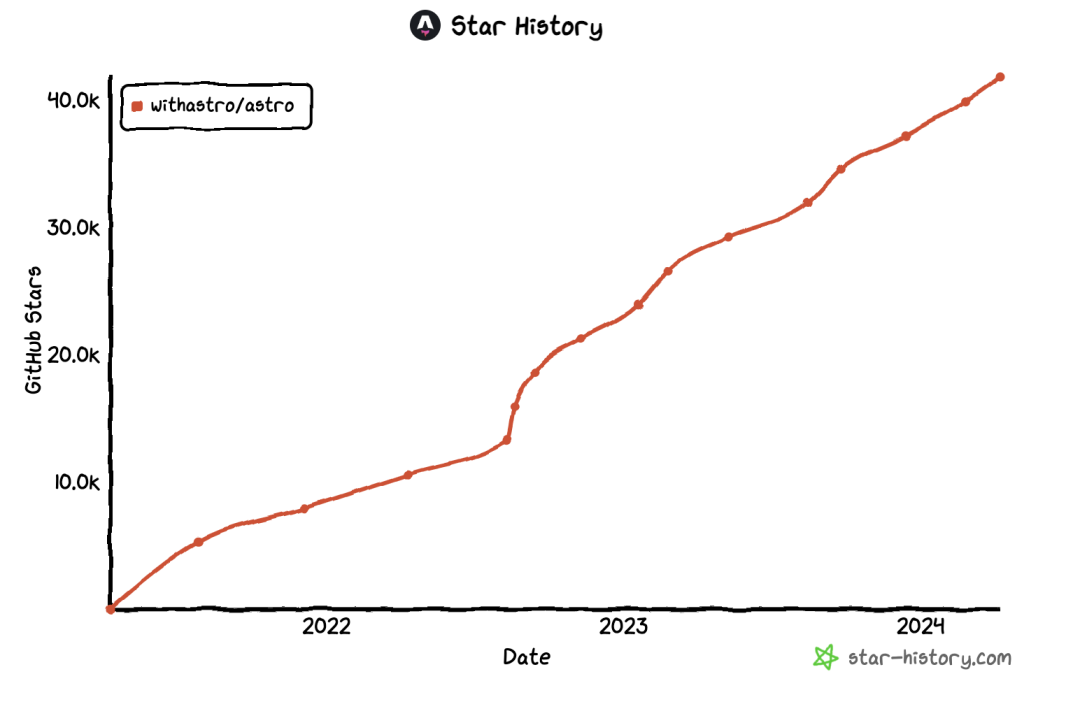 Star History
withastro/astro
40.0k
30.0k
20.0k
10.0k
GitHub Stars
2022
2023
2024
Date
star-history.com